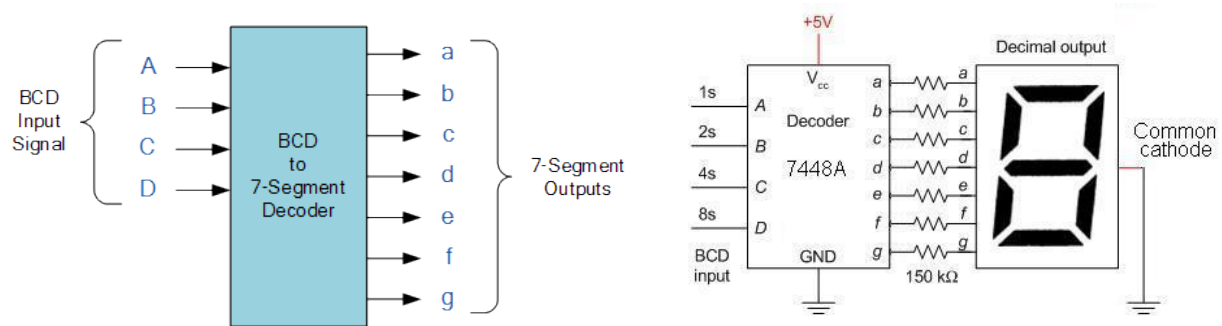 BCD
Input
Signal
A
B
C
D
BCD
to
7-Segment
Decoder
a
b
c
d
e
f
g
7-Segment
Outputs
+5V
Decimal output
Vcc
1s
2s
4s
8s
A
B
C
D
Decoder
7448A
a
b
c
d
e
f
g
a
b
c
d
e
f
g
Common
cathode
BCD
input
GND
150 kΩ